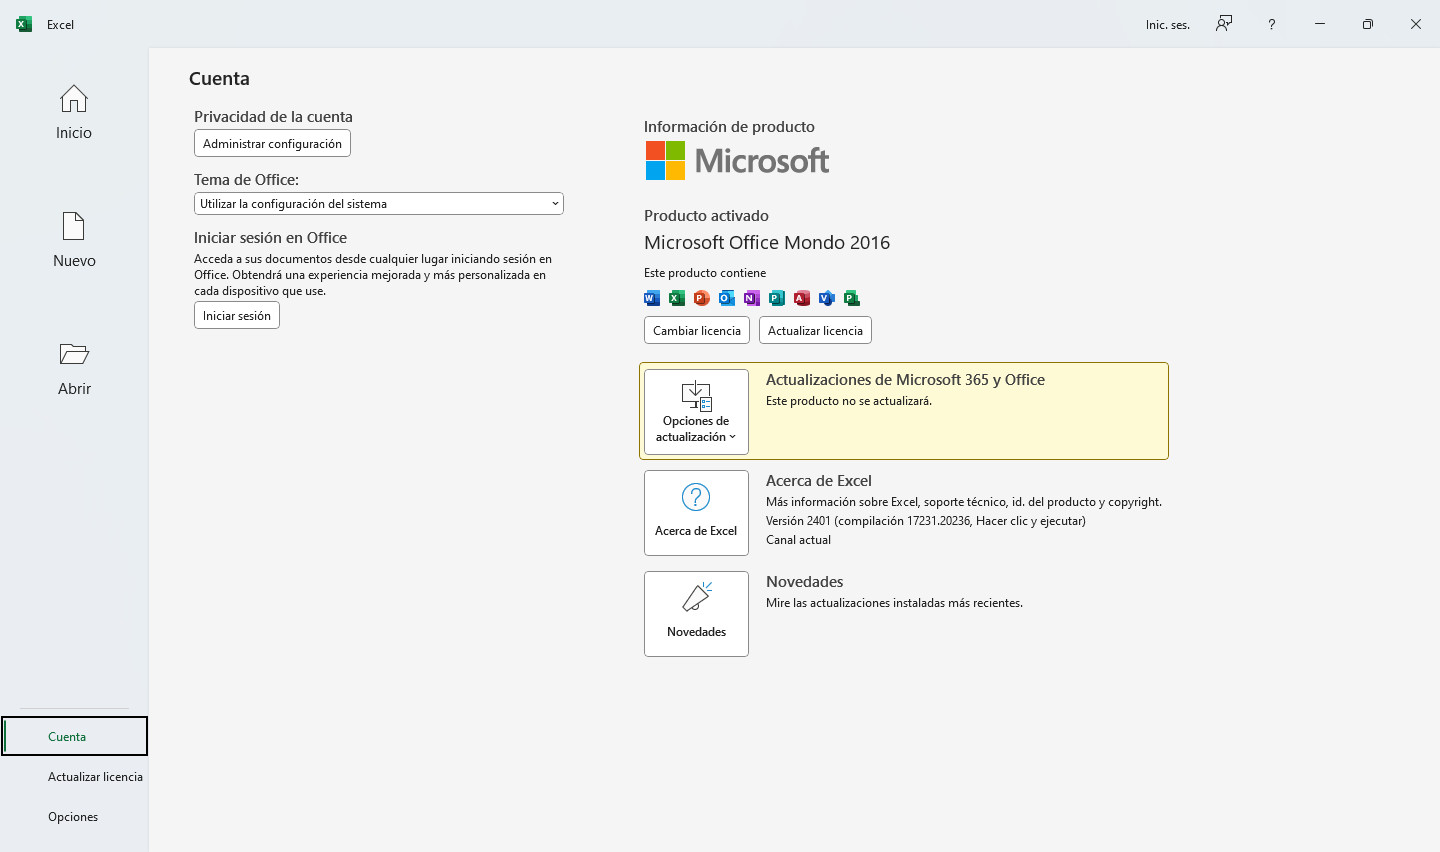 Excel
Inic. ses.
?
Inicio
Nuevo
Abrir
Cuenta
Actualizar licencia
Opciones
Cuenta
Privacidad de la cuenta
Administrar configuración
Tema de Office:
Utilizar la configuración del sistema
Iniciar sesión en Office
Acceda a sus documentos desde cualquier lugar iniciando sesión en
Office. Obtendrá una experiencia mejorada y más personalizada en
cada dispositivo que use.
Iniciar sesión
Información de producto
Microsoft
Producto activado
Microsoft Office Mondo 2016
Este producto contiene
W X P O N P A V P
Cambiar licencia
Actualizar licencia
Opciones de
actualización
Actualizaciones de Microsoft 365 y Office
Este producto no se actualizará.
Acerca de Excel
Acerca de Excel
Más información sobre Excel, soporte técnico, id. del producto y copyright.
Versión 2401 (compilación 17231.20236, Hacer clic y ejecutar)
Canal actual
Novedades
Novedades
Mire las actualizaciones instaladas más recientes.